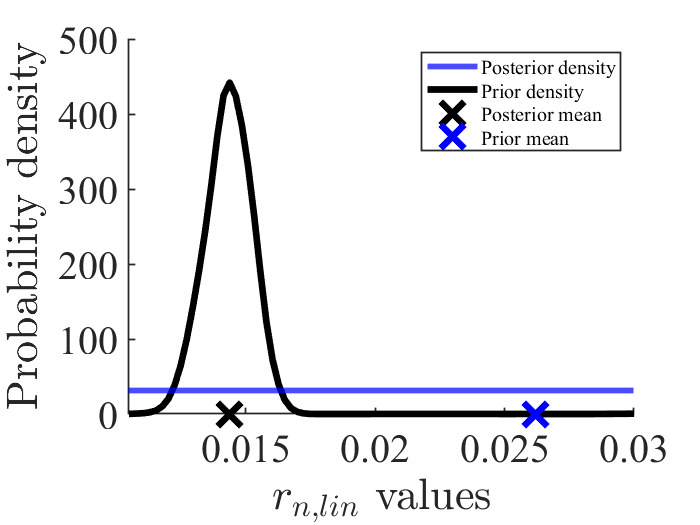 500
400
300
200
100
0
Probability density
Posterior density
Prior density
Posterior mean
Prior mean
0.015 0.02 0.025 0.03
r_{n,lin} values